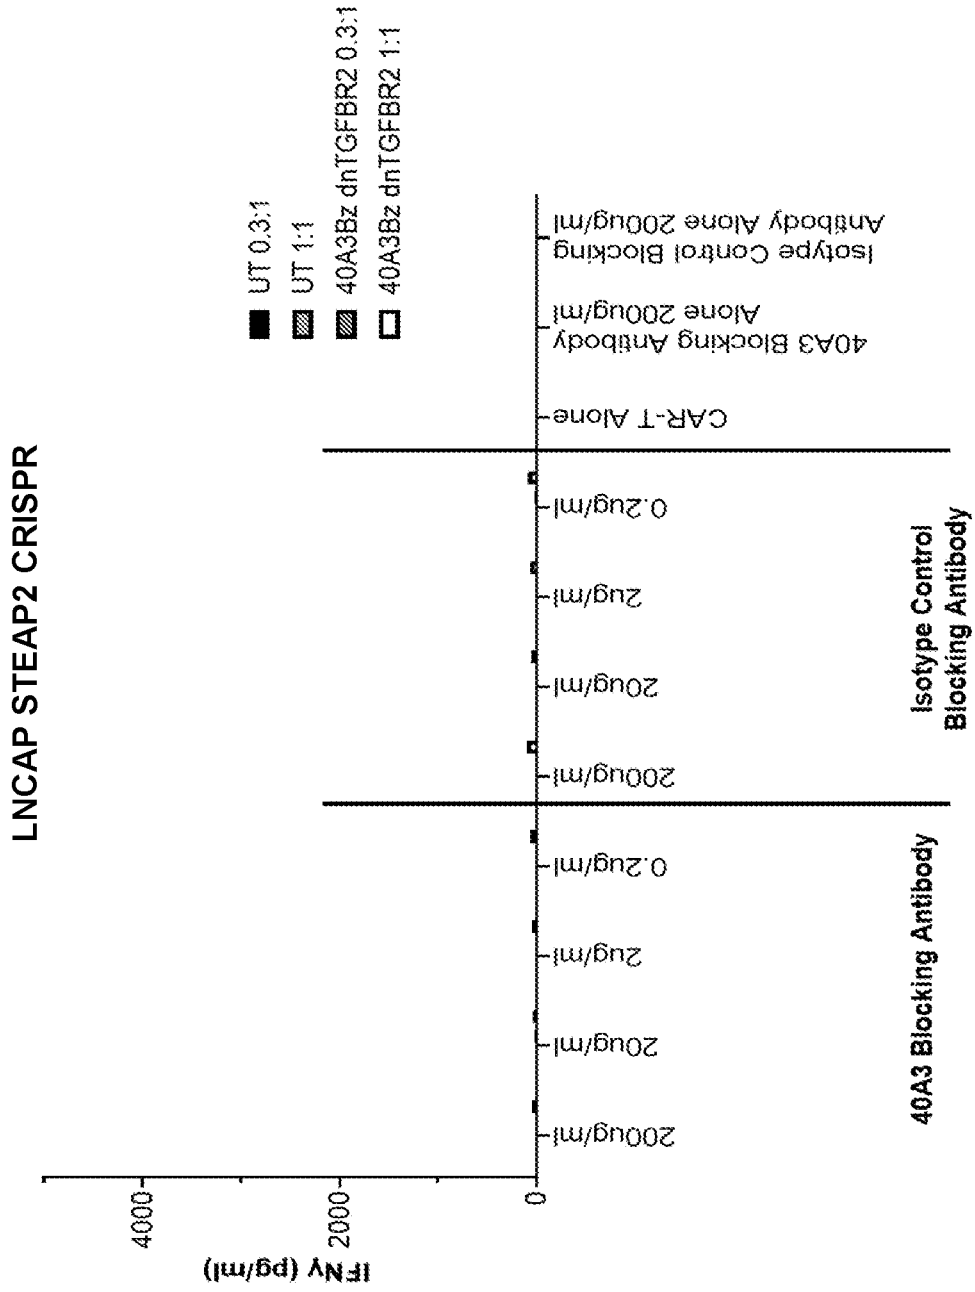 LNCAP STEAP2 CRISPR
UT 0.3:1
UT 1:1
40A3Bz dnTGFBR2 0.3:1
40A3Bz dnTGFBR2 1:1
IFNγ (pg/ml)
4000
2000
0
200ug/ml
20ug/ml
2ug/ml
0.2ug/ml
200ug/ml
20ug/ml
2ug/ml
0.2ug/ml
CAR-T Alone
40A3 Blocking Antibody
Alone 200ug/ml
Isotype Control Blocking
Antibody Alone 200ug/ml
40A3 Blocking Antibody
Isotype Control
Blocking Antibody